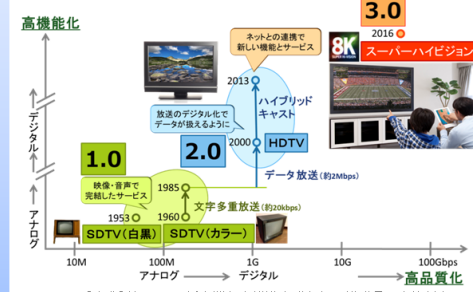 高機能化
ネットとの連携で
新しい機能とサービス
3.0
2016
8K
スーパーハイビジョン
2013
ハイブリッド
キャスト
放送のデジタル化で
データが扱えるように
2000
HDTV
2.0
データ放送(約2Mbps)
1.0
映像・音声で
完結したサービス
1985
文字多重放送(約20kbps)
1953
1960
SDTV(白黒)
SDTV(カラー)
デジタル
アナログ
10M
100M
1G
10G
100Gbps
アナログ
デジタル
高品質化